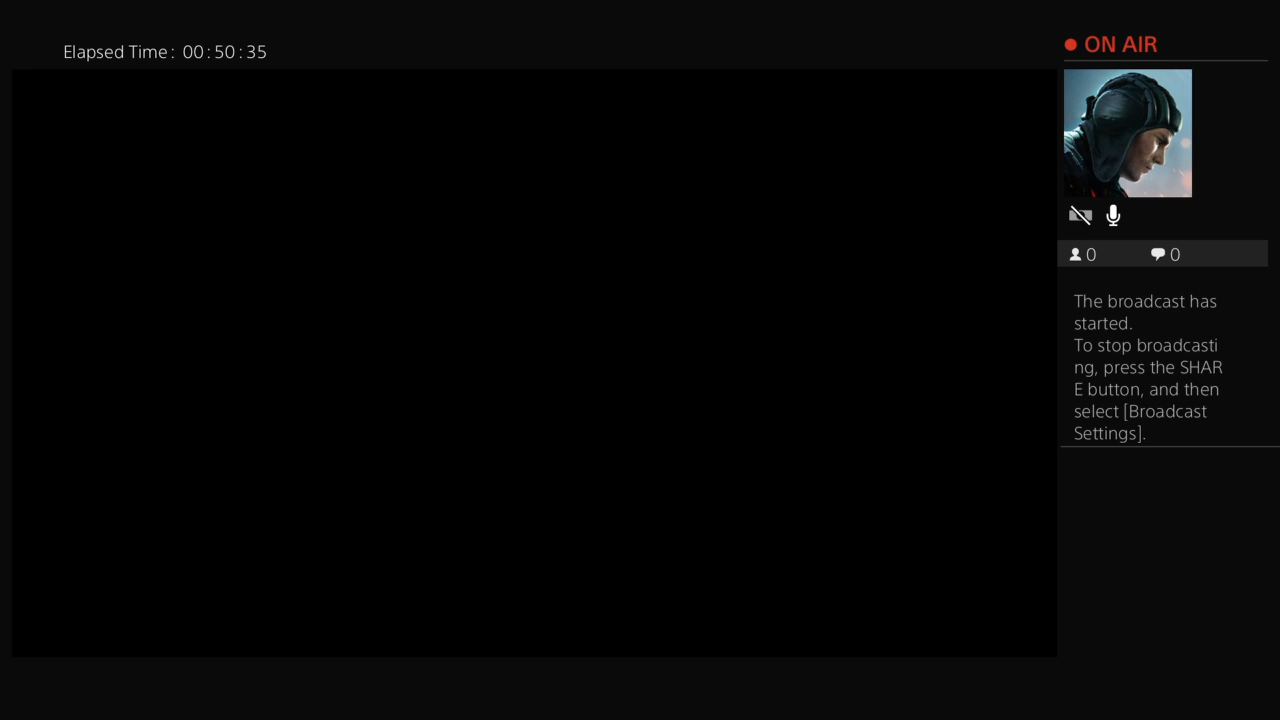 Elapsed Time: 00:50:35
ON AIR
0 0
The broadcast has
started.
To stop broadcasti
ng, press the SHAR
E button, and then
select [Broadcast
Settings].